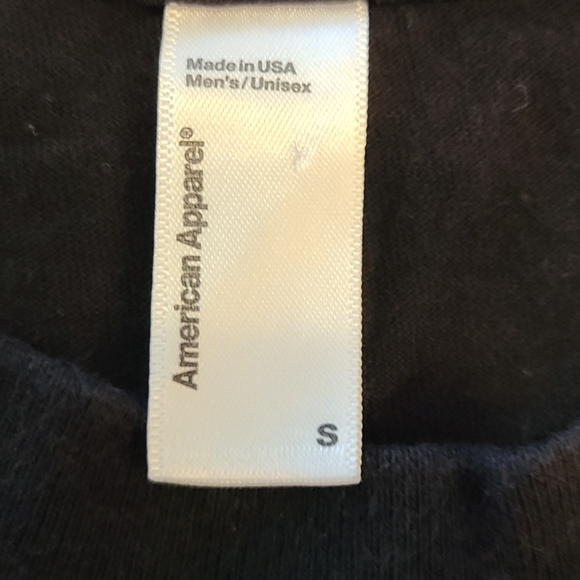 Made in USA
Men's/Unisex
American Apparel®
S